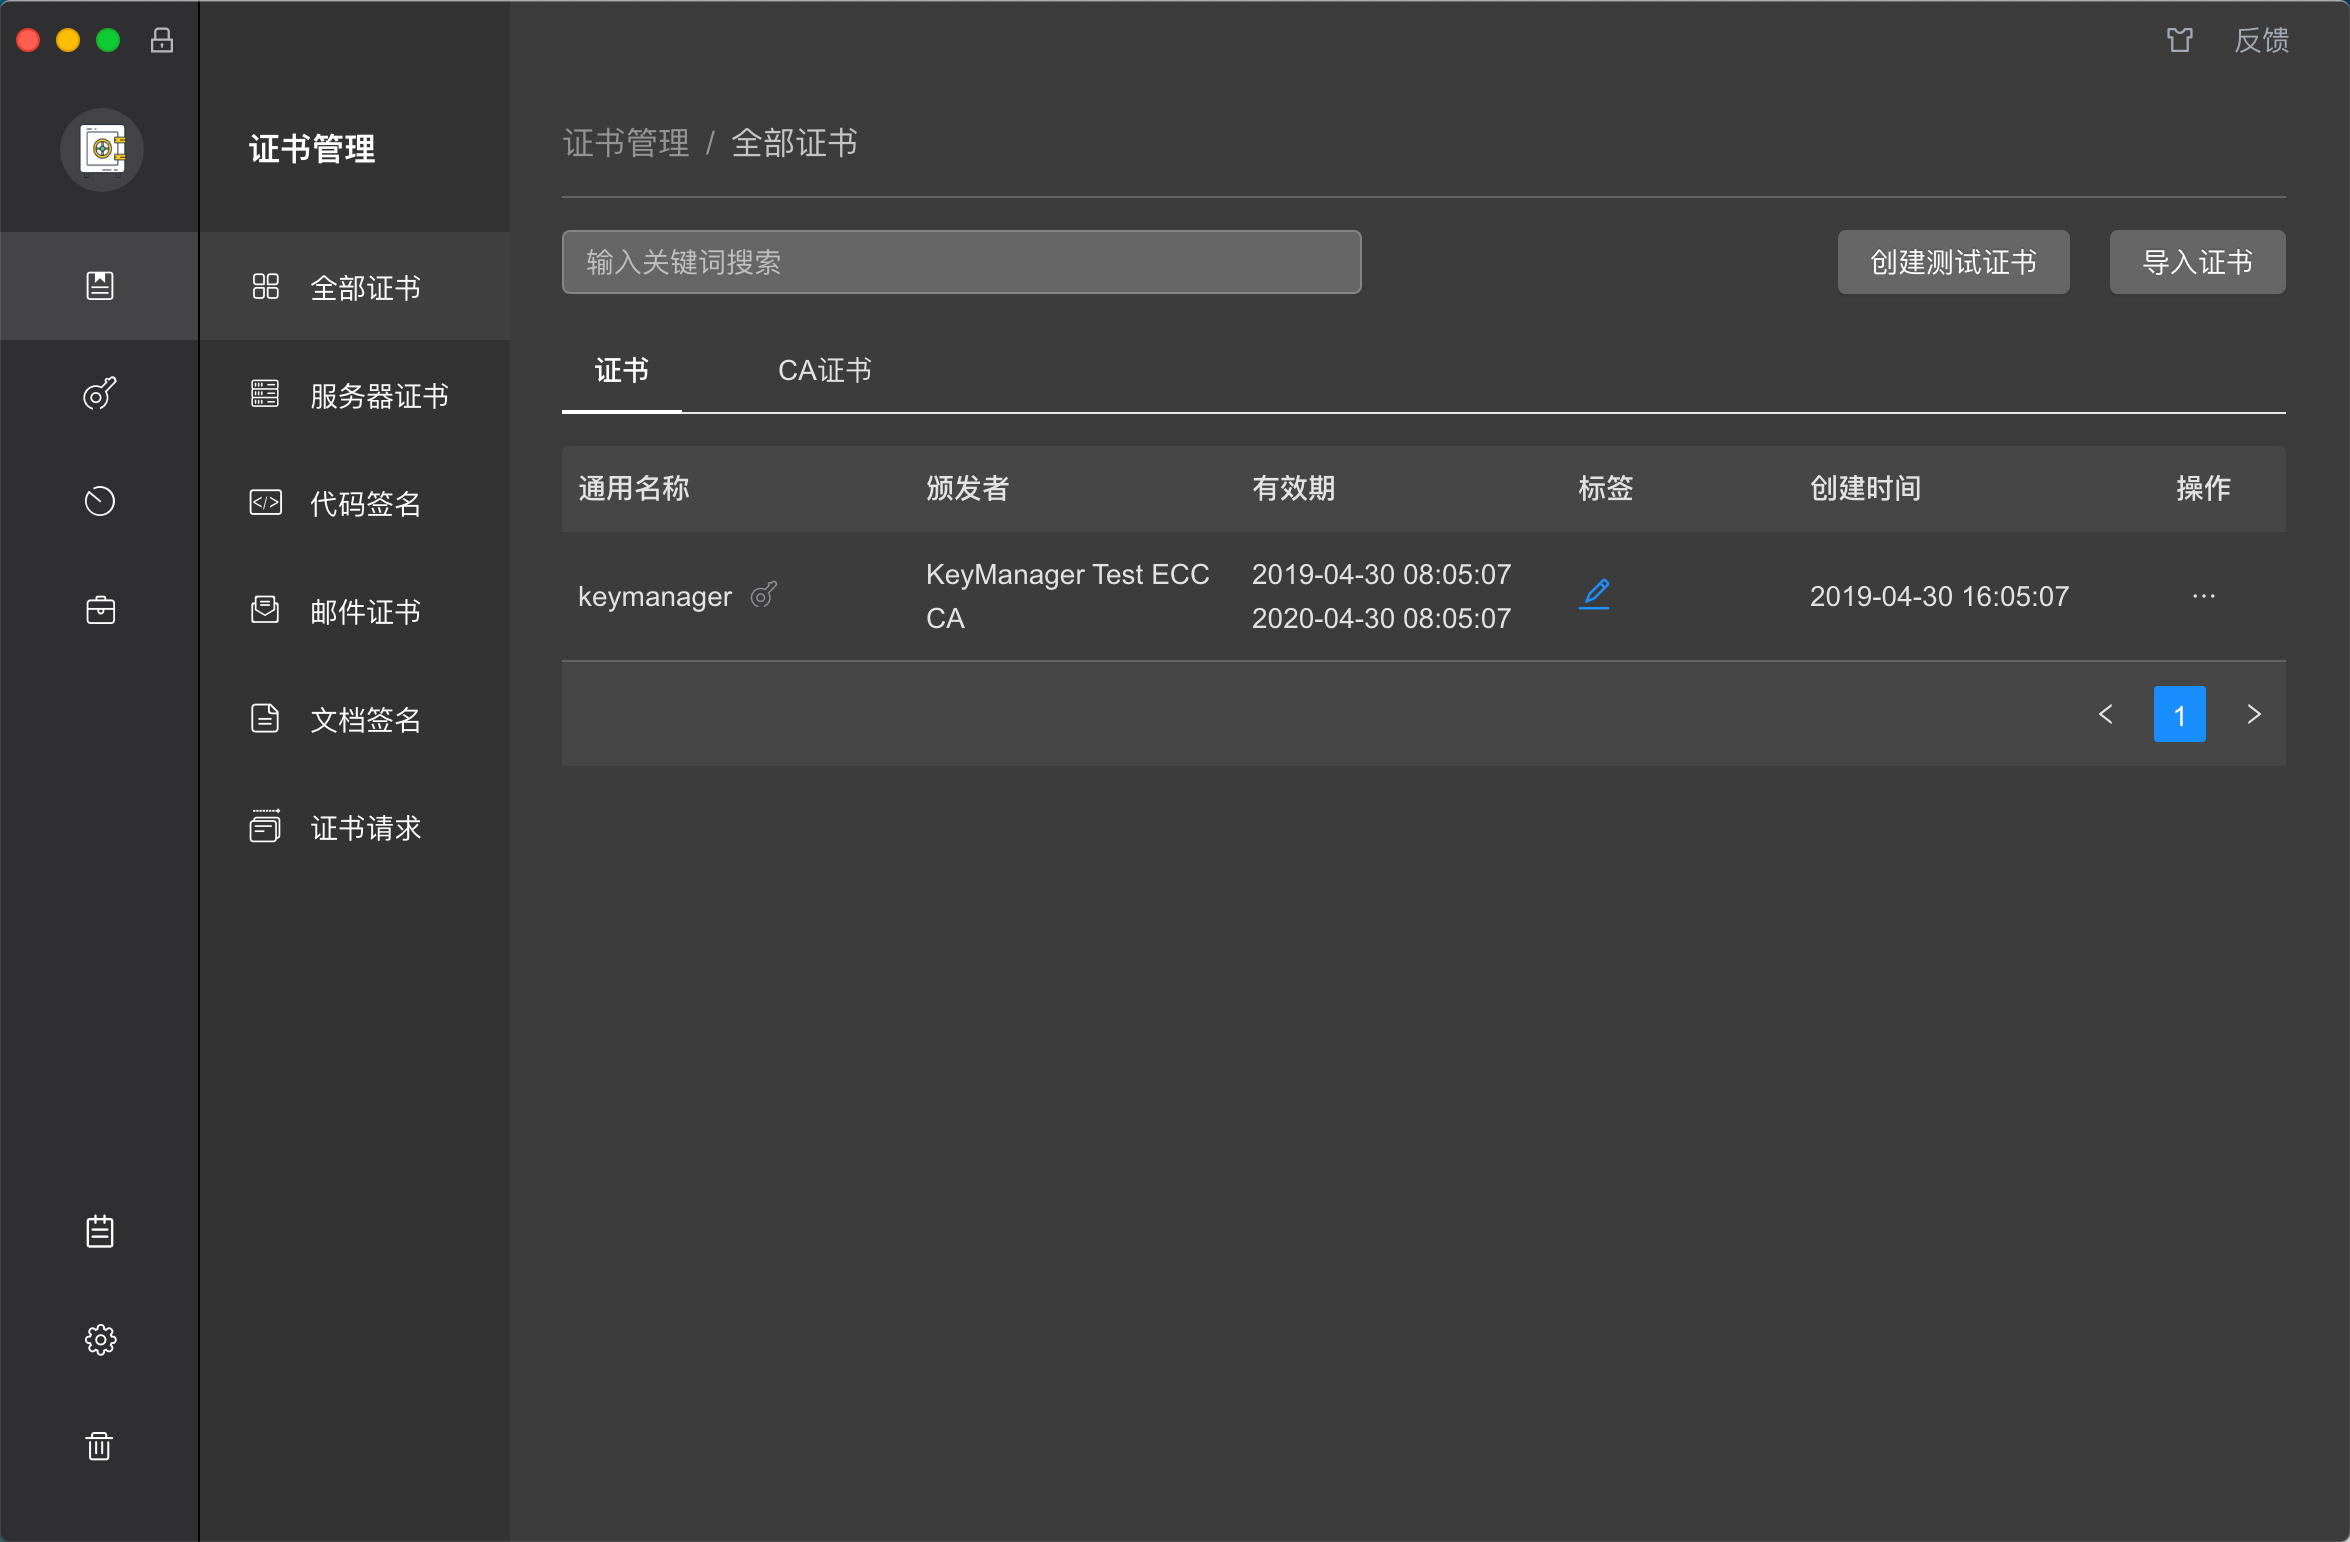 反馈
证书管理
全部证书
服务器证书
代码签名
邮件证书
文档签名
证书请求
证书管理 / 全部证书
输入关键词搜索
创建测试证书
导入证书
证书
CA证书
通用名称 颁发者 有效期 标签 创建时间 操作
keymanager
KeyManager Test ECC
CA
2019-04-30 08:05:07
2020-04-30 08:05:07
2019-04-30 16:05:07
···
< 1 >